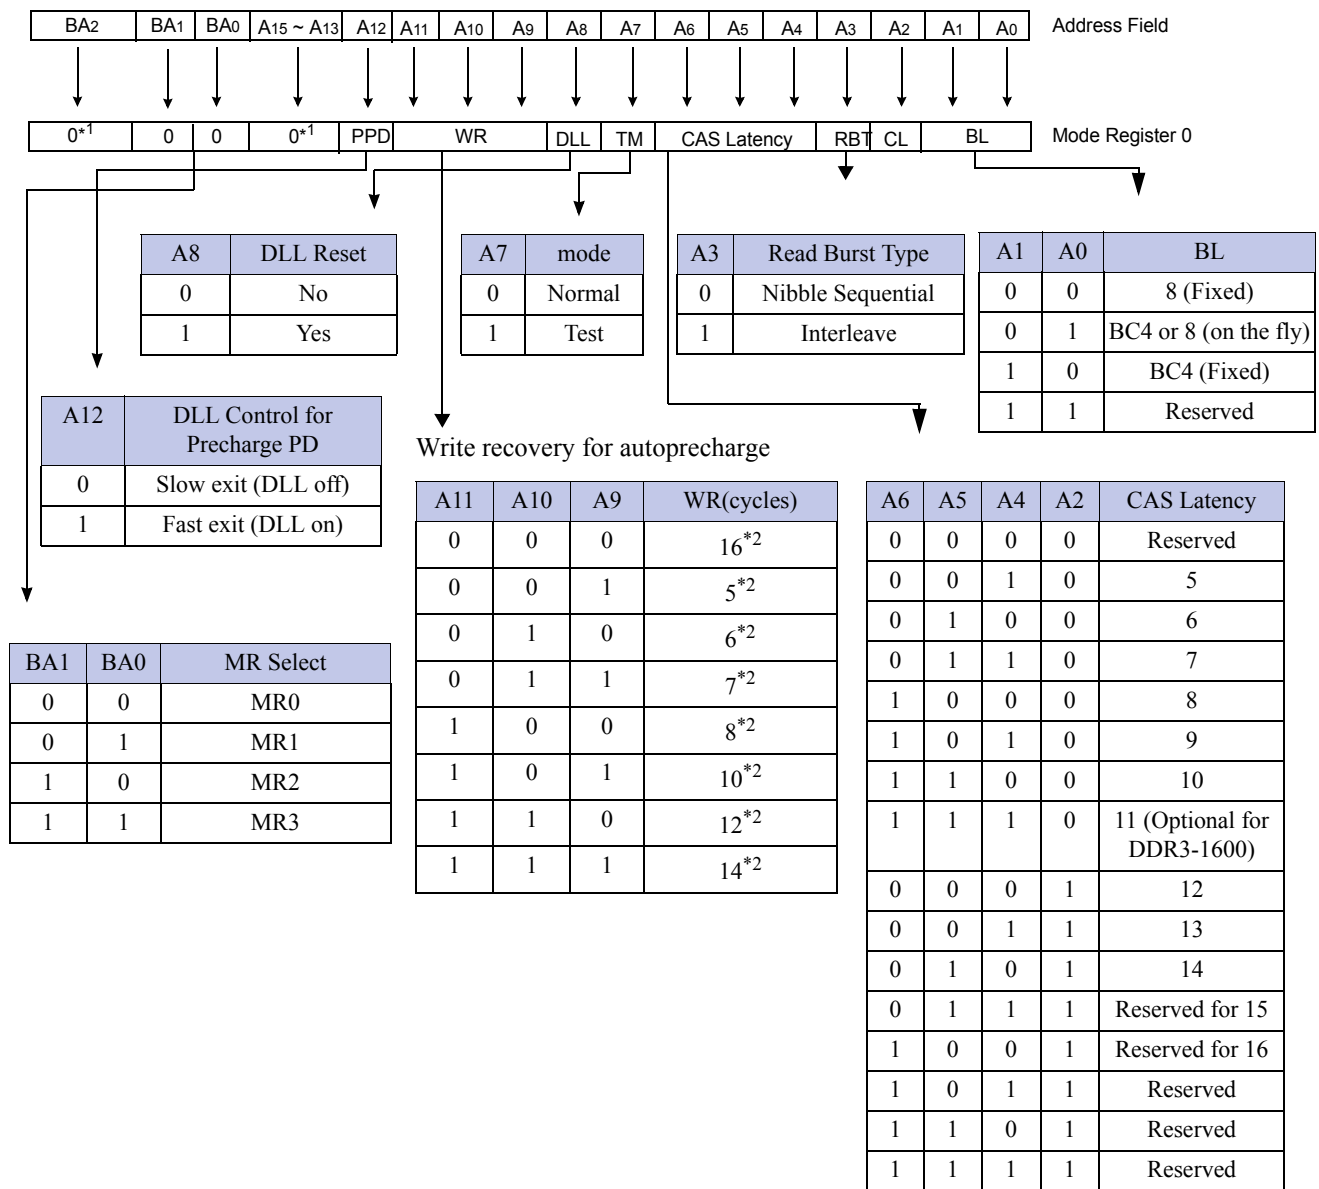 BA2 BA1 BA0 A15 ~ A13 A12 A11 A10 A9 A8 A7 A6 A5 A4 A3 A2 A1 A0 Address Field
0*1 0 0 0*1 PPD WR DLL TM CAS Latency RBT CL BL Mode Register 0
A8 DLL Reset
0 No
1 Yes
A7 mode
0 Normal
1 Test
A3 Read Burst Type
0 Nibble Sequential
1 Interleave
A1 A0 BL
0 0 8 (Fixed)
0 1 BC4 or 8 (on the fly)
1 0 BC4 (Fixed)
1 1 Reserved
A12 DLL Control for
Precharge PD
0 Slow exit (DLL off)
1 Fast exit (DLL on)
BA1 BA0 MR Select
0 0 MR0
0 1 MR1
1 0 MR2
1 1 MR3
Write recovery for autoprecharge
A11 A10 A9 WR(cycles)
0 0 0 16*2
0 0 1 5*2
0 1 0 6*2
0 1 1 7*2
1 0 0 8*2
1 0 1 10*2
1 1 0 12*2
1 1 1 14*2
A6 A5 A4 A2 CAS Latency
0 0 0 0 Reserved
0 0 1 0 5
0 1 0 0 6
0 1 1 0 7
1 0 0 0 8
1 0 1 0 9
1 1 0 0 10
1 1 1 0 11 (Optional for
DDR3-1600)
0 0 0 1 12
0 0 1 1 13
0 1 0 1 14
0 1 1 1 Reserved for 15
1 0 0 1 Reserved for 16
1 0 1 1 Reserved
1 1 0 1 Reserved
1 1 1 1 Reserved